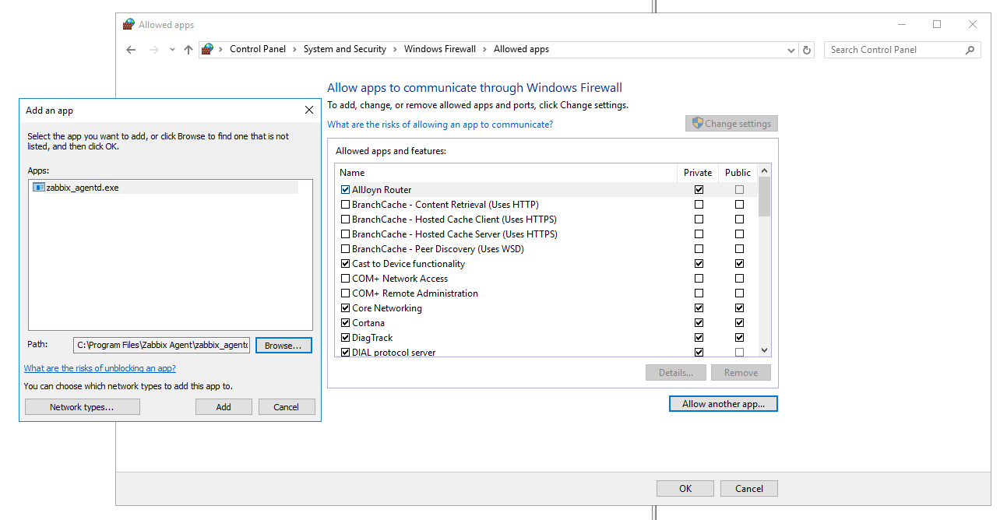 Allowed apps
Control Panel > System and Security > Windows Firewall > Allowed apps
Search Control Panel
Allow apps to communicate through Windows Firewall
To add, change, or remove allowed apps and ports, click Change settings.
What are the risks of allowing an app to communicate?
Change settings
Allowed apps and features:
Name Private Public
AllJoyn Router
BranchCache - Content Retrieval (Uses HTTP)
BranchCache - Hosted Cache Client (Uses HTTPS)
BranchCache - Hosted Cache Server (Uses HTTPS)
BranchCache - Peer Discovery (Uses WSD)
Cast to Device functionality
COM+ Network Access
COM+ Remote Administration
Core Networking
Cortana
DiagTrack
DIAL protocol server
Details... Remove
Allow another app...
OK Cancel
Add an app
Select the app you want to add, or click Browse to find one that is not
listed, and then click OK.
Apps:
zabbix_agentd.exe
Path: C:\Program Files\Zabbix Agent\zabbix_agent Browse...
What are the risks of unblocking an app?
You can choose which network types to add this app to.
Network types... Add Cancel